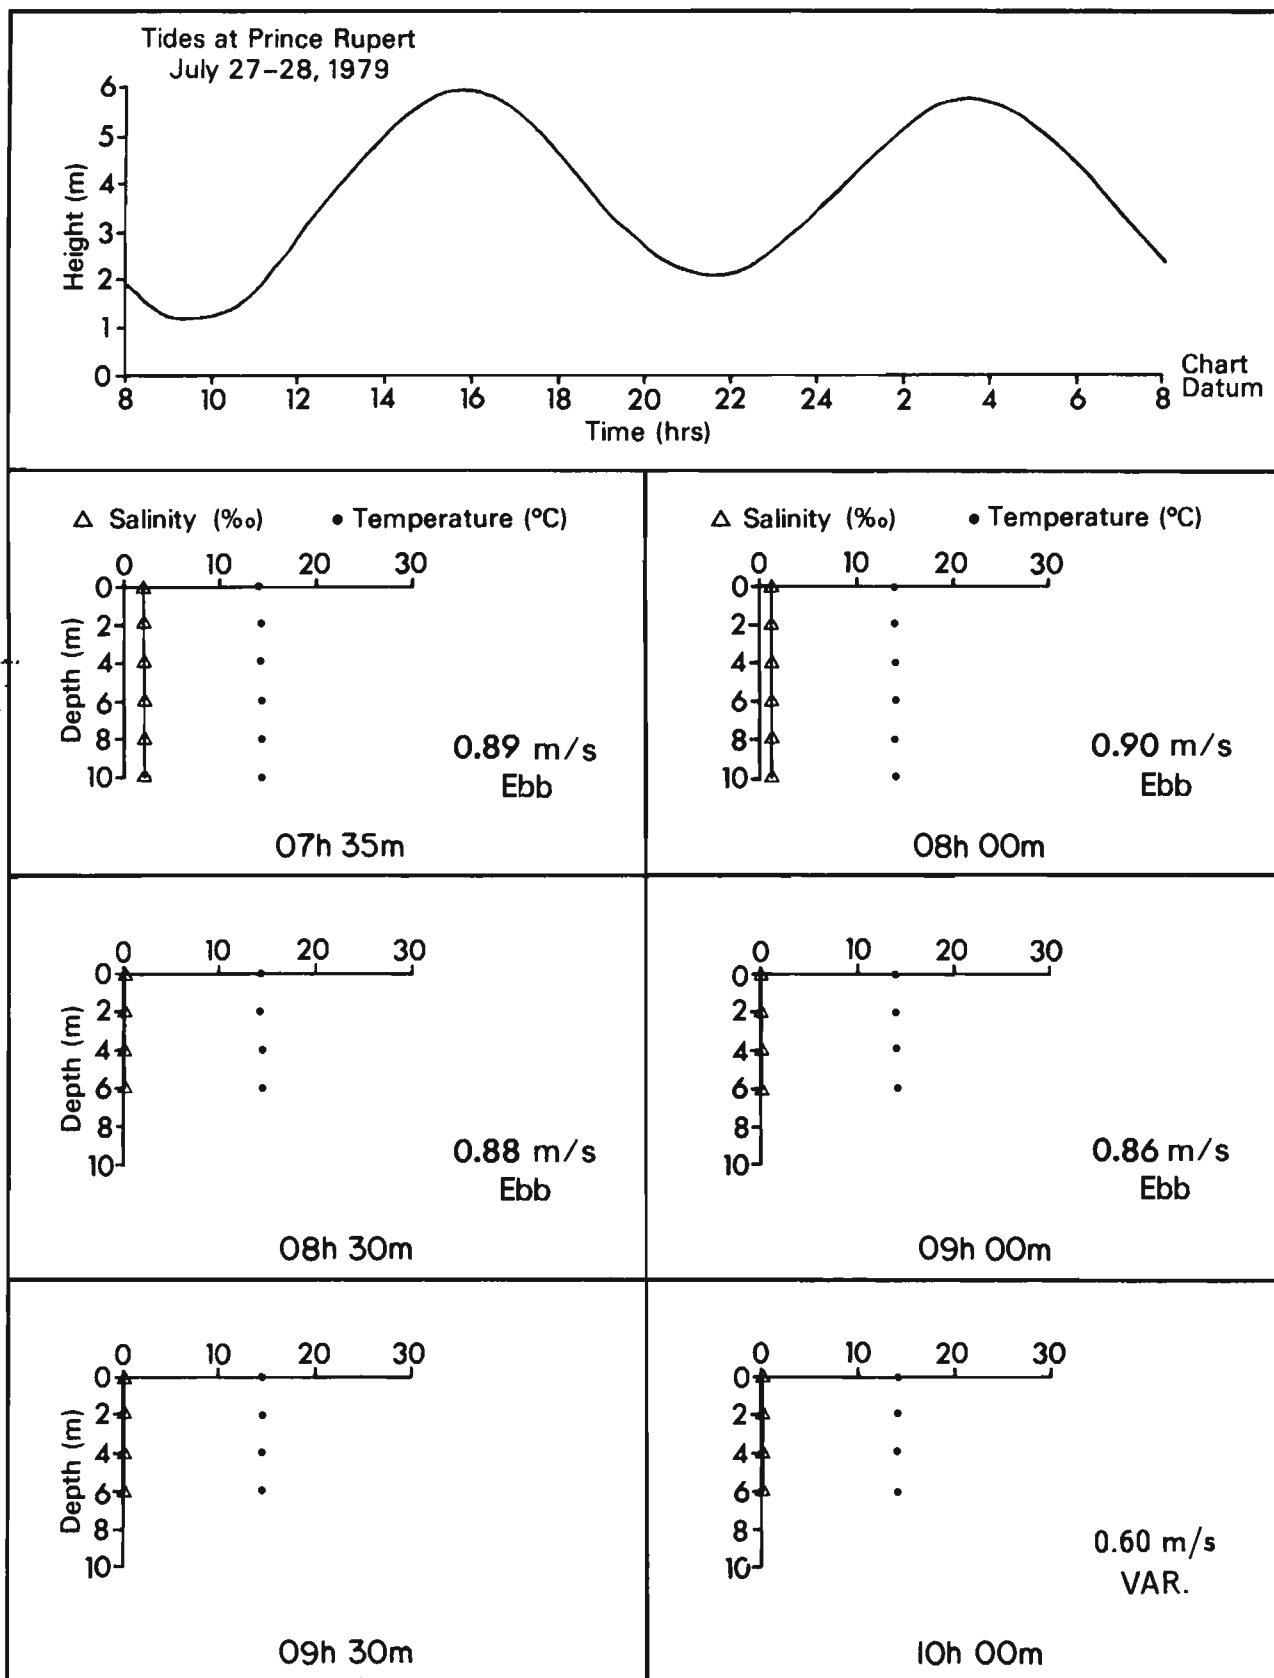 Tides at Prince Rupert
July 27–28, 1979
6
5
4
3
2
1
0
Height (m)
8 10 12 14 16 18 20 22 2 4 6 8
Time (hrs)
Chart
Datum
△ Salinity (‰) • Temperature (°C)
0 10 20 30
0
2
4
6
8
10
Depth (m)
0.89 m/s
Ebb
07h 35m
△ Salinity (‰) • Temperature (°C)
0 10 20 30
0
2
4
6
8
10
0.90 m/s
Ebb
08h 00m
0 10 20 30
0
2
4
6
8
10
Depth (m)
0.88 m/s
Ebb
08h 30m
0 10 20 30
0
2
4
6
8
10
0.86 m/s
Ebb
09h 00m
0 10 20 30
0
2
4
6
8
10
Depth (m)
09h 30m
0 10 20 30
0
2
4
6
8
10
0.60 m/s
VAR.
10h 00m